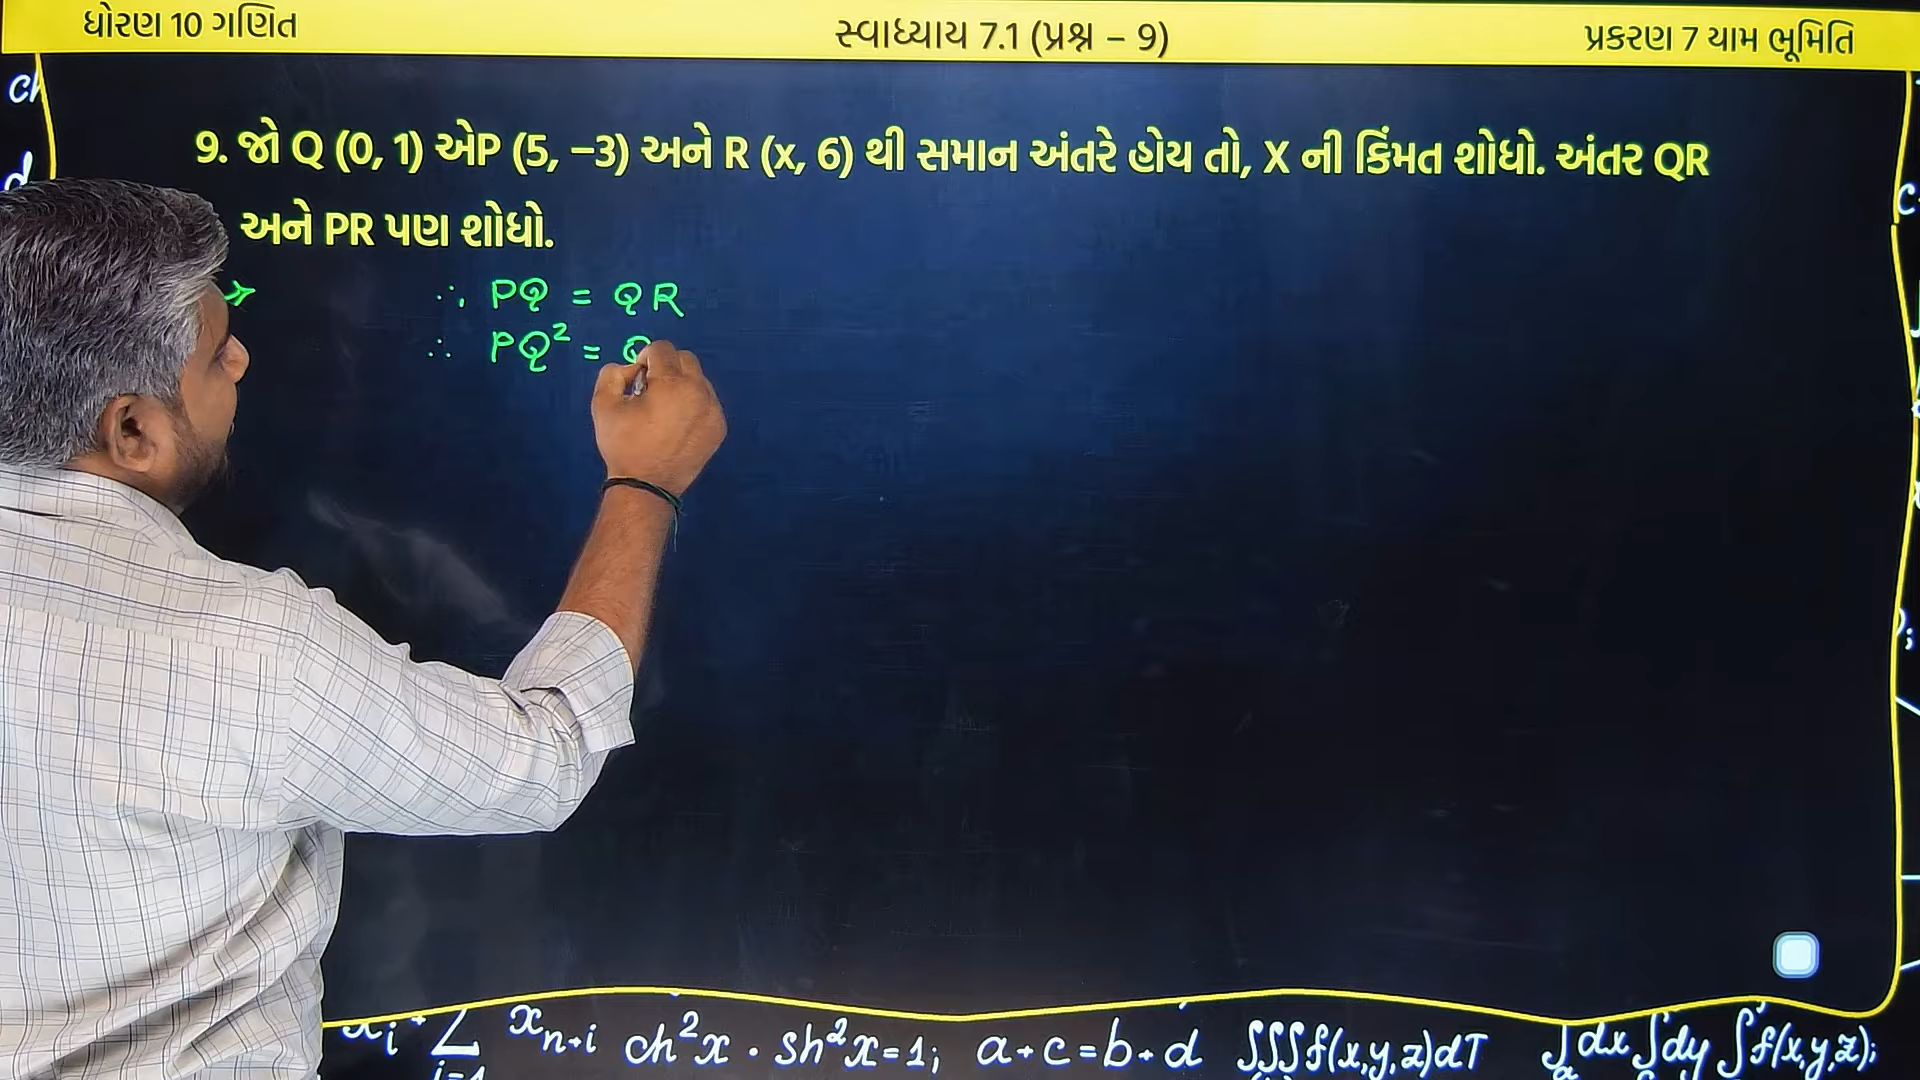 ધોરણ 10 ગણિત
સ્વાધ્યાય 7.1 (પ્રશ્ન – 9)
પ્રકરણ 7 યામ ભૂમિતિ
9. જો Q (0, 1) એP (5, –3) અને R (x, 6) થી સમાન અંતરે હોય તો, X ની કિંમત શોધો. અંતર QR
અને PR પણ શોધો.
∴ PQ = QR
∴ PQ² = Q
x_{n+i} ch²x · sh²x=1; a+c=b+d ∫∫∫f(x,y,z)dT ∫dx∫dy∫f(x,y,z);